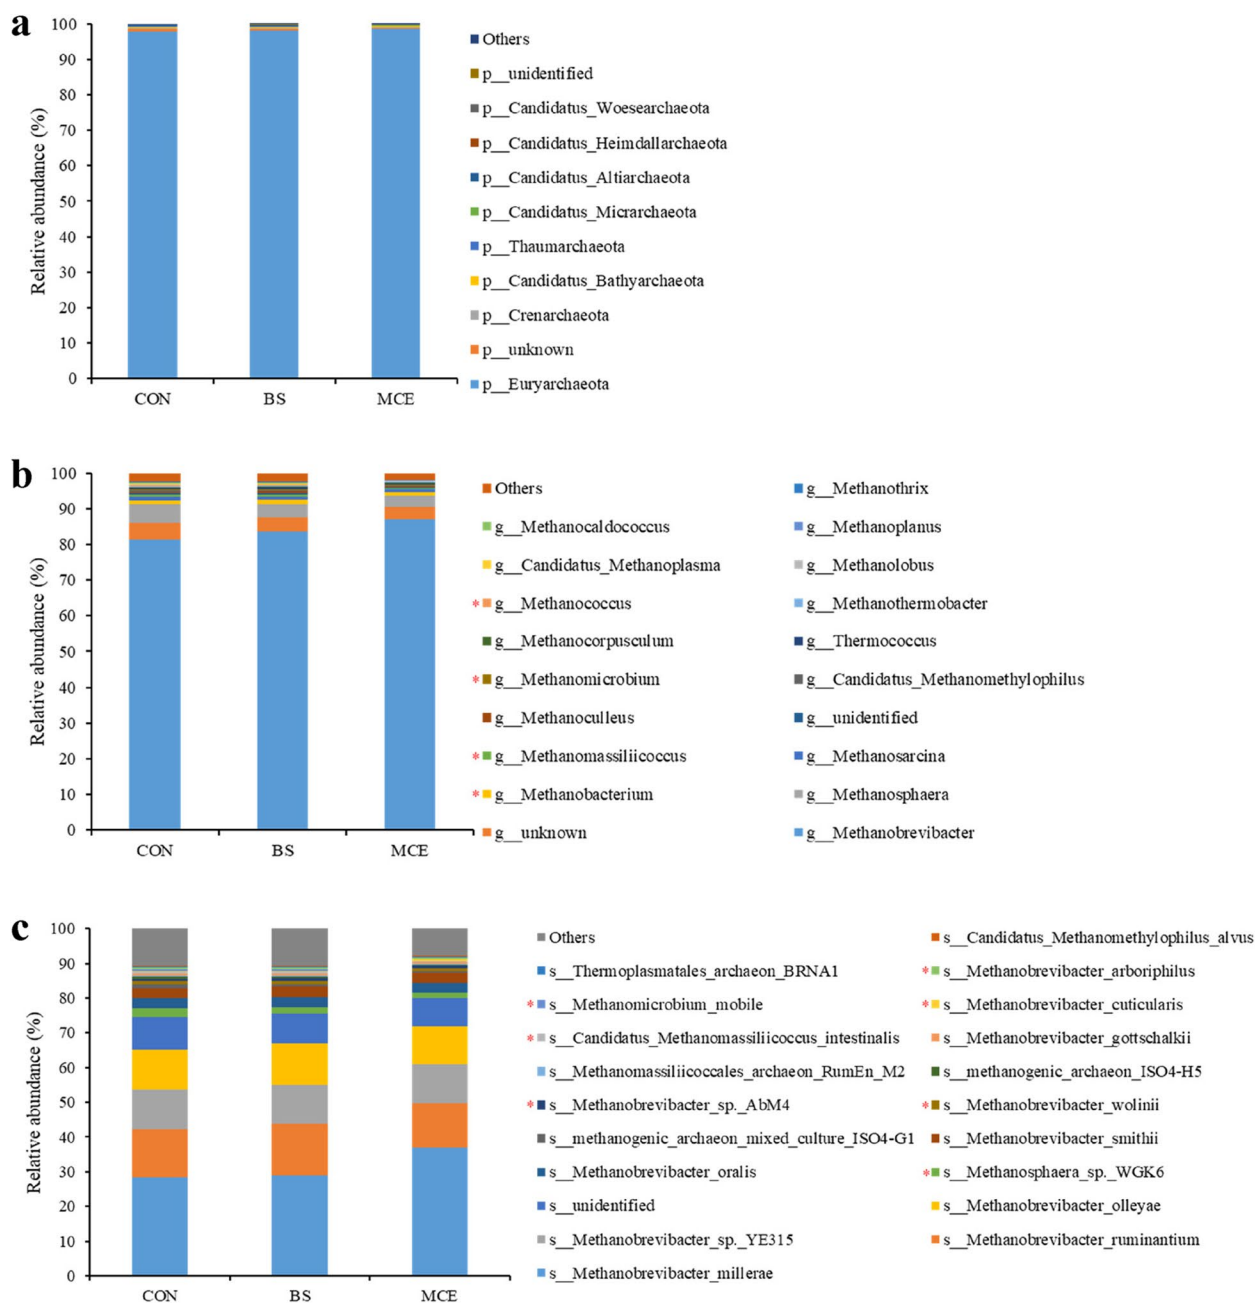 a
100
90
80
70
60
50
40
30
20
10
0
Relative abundance (%)
CON
BS
MCE
Others
p__unidentified
p__Candidatus_Woesearchaeota
p__Candidatus_Heimdallarchaeota
p__Candidatus_Altiarchaeota
p__Candidatus_Micrarchaeota
p__Thaumarchaeota
p__Candidatus_Bathyarchaeota
p__Crenarchaeota
p__unknown
p__Euryarchaeota
b
100
90
80
70
60
50
40
30
20
10
0
Relative abundance (%)
CON
BS
MCE
Others
g__Methanocaldococcus
g__Candidatus_Methanoplasma
* g__Methanococcus
g__Methanocorpusculum
* g__Methanomicrobium
g__Methanoculleus
* g__Methanomassiliicoccus
* g__Methanobacterium
g__unknown
g__Methanothrix
g__Methanoplanus
g__Methanolobus
g__Methanothermobacter
g__Thermococcus
g__Candidatus_Methanomethylophilus
g__unidentified
g__Methanosarcina
g__Methanosphaera
g__Methanobrevibacter
c
100
90
80
70
60
50
40
30
20
10
0
Relative abundance (%)
CON
BS
MCE
Others
s__Thermoplasmatales_archaeon_BRNA1
* s__Methanomicrobium_mobile
* s__Candidatus_Methanomassiliicoccus_intestinalis
s__Methanomassiliicoccales_archaeon_RumEn_M2
* s__Methanobrevibacter_sp._AbM4
s__methanogenic_archaeon_mixed_culture_ISO4-G1
s__Methanobrevibacter_oralis
s__unidentified
s__Methanobrevibacter_sp._YE315
s__Methanobrevibacter_millerae
s__Candidatus_Methanomethylophilus_alvus
* s__Methanobrevibacter_arboriphilus
* s__Methanobrevibacter_cuticularis
s__Methanobrevibacter_gottschalkii
s__methanogenic_archaeon_ISO4-H5
* s__Methanobrevibacter_wolinii
s__Methanobrevibacter_smithii
* s__Methanosphaera_sp._WGK6
s__Methanobrevibacter_olleyae
s__Methanobrevibacter_ruminantium